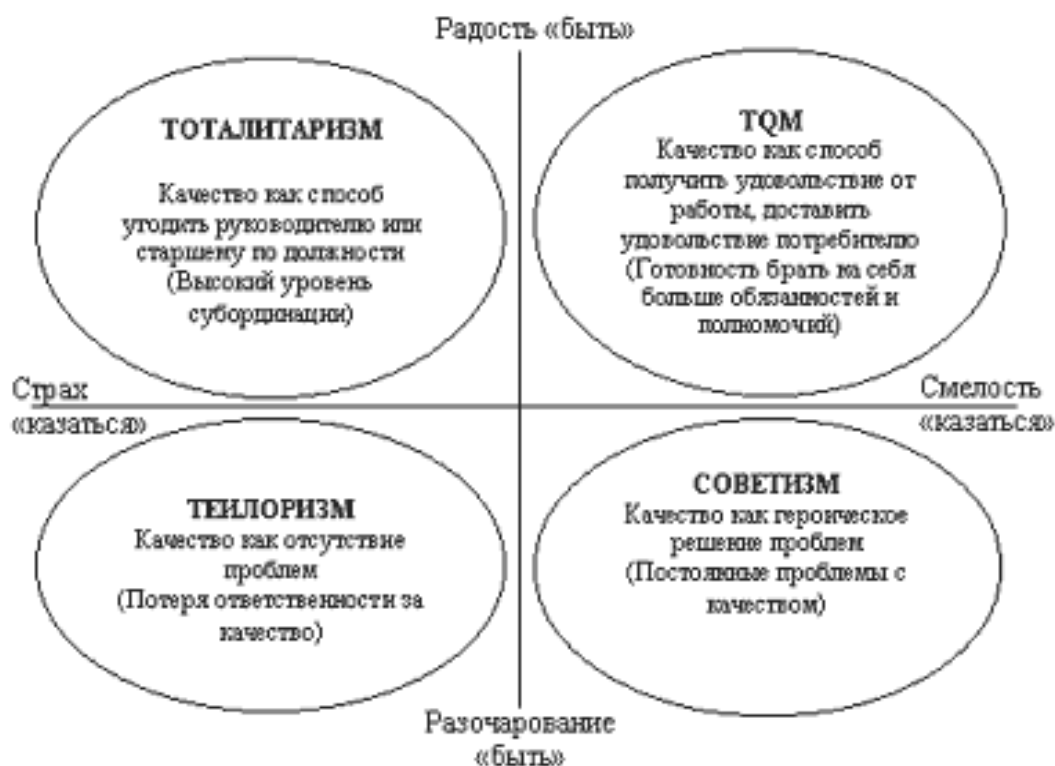 Радость «быть»
ТОТАЛИТАРИЗМ
Качество как способ
угодить руководителю или
старшему по должности
(Высокий уровень
субординации)
TQM
Качество как способ
получить удовольствие от
работы, доставить
удовольствие потребителю
(Готовность брать на себя
больше обязанностей и
полномочий)
Страх
«казаться»
Смелость
«казаться»
ТЕЙЛОРИЗМ
Качество как отсутствие
проблем
(Потеря ответственности за
качество)
СОВЕТИЗМ
Качество как героическое
решение проблем
(Постоянные проблемы с
качеством)
Разочарование
«быть»